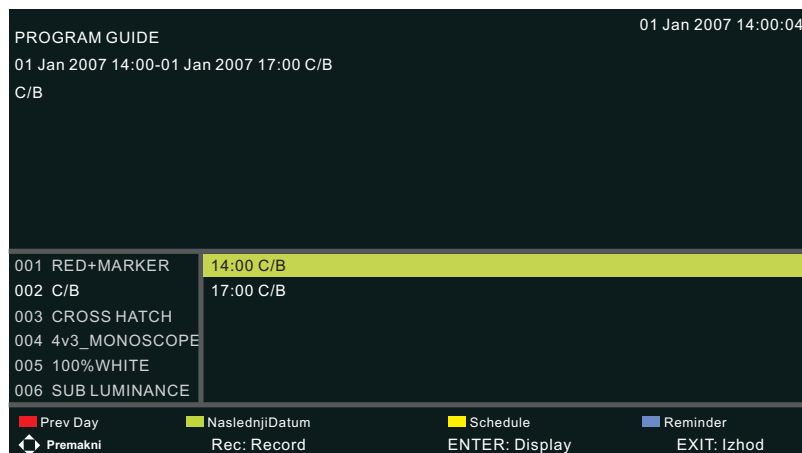 01 Jan 2007 14:00:04
PROGRAM GUIDE
01 Jan 2007 14:00-01 Jan 2007 17:00 C/B
C/B
001 RED+MARKER
14:00 C/B
002 C/B
17:00 C/B
003 CROSS HATCH
004 4v3_MONOSCOPE
005 100%WHITE
006 SUB LUMINANCE
Prev Day
NaslednjiDatum
Schedule
Reminder
Premakni
Rec: Record
ENTER: Display
EXIT: Izhod